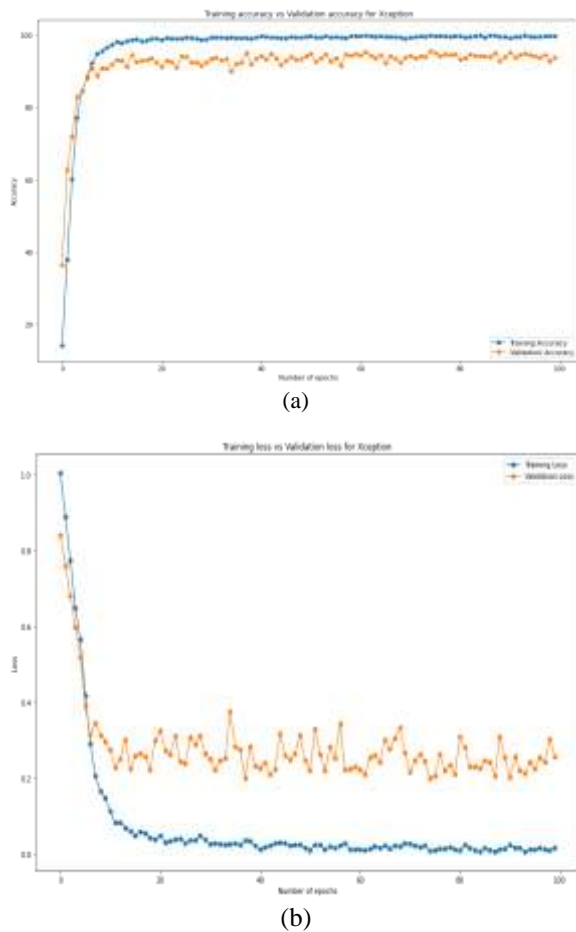 Training accuracy vs Validation accuracy for Xception
100
80
60
40
20
Accuracy
Training Accuracy
Validation Accuracy
0 20 40 60 80 100
Number of epochs
(a)
Training loss vs Validation loss for Xception
Training Loss
Validation Loss
1.0
0.8
0.6
0.4
0.2
0.0
Loss
0 20 40 60 80 100
Number of epochs
(b)